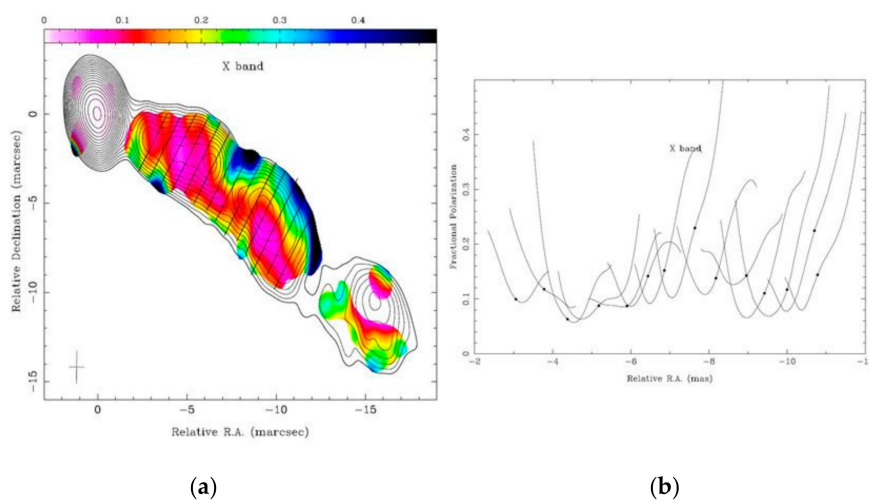 0 0.1 0.2 0.3 0.4
X band
0
−5
−10
−15
Relative Declination (marcsec)
0 −5 −10 −15
Relative R.A. (marcsec)
(a)
X band
0.4
0.3
0.2
0.1
0
Fractional Polarization
−2 −4 −6 −8 −10 −12
Relative R.A. (mas)
(b)